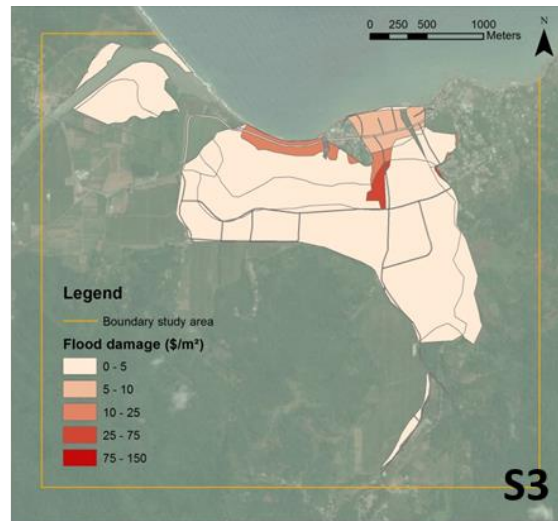 0 250 500 1000
Meters
N
Legend
Boundary study area
Flood damage ($/m²)
0 - 5
5 - 10
10 - 25
25 - 75
75 - 150
S3